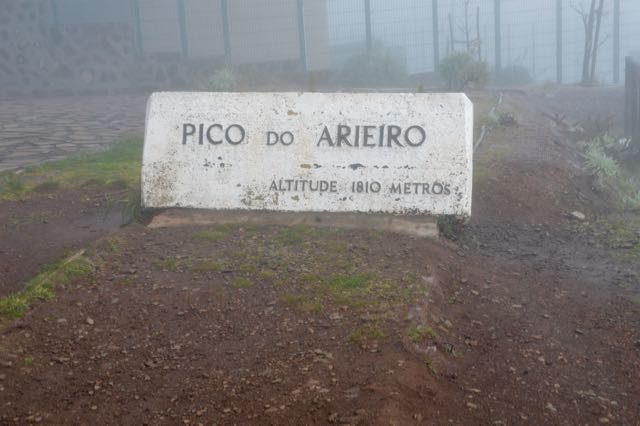 PICO DO ARIEIRO
ALTITUDE 1810 METROS